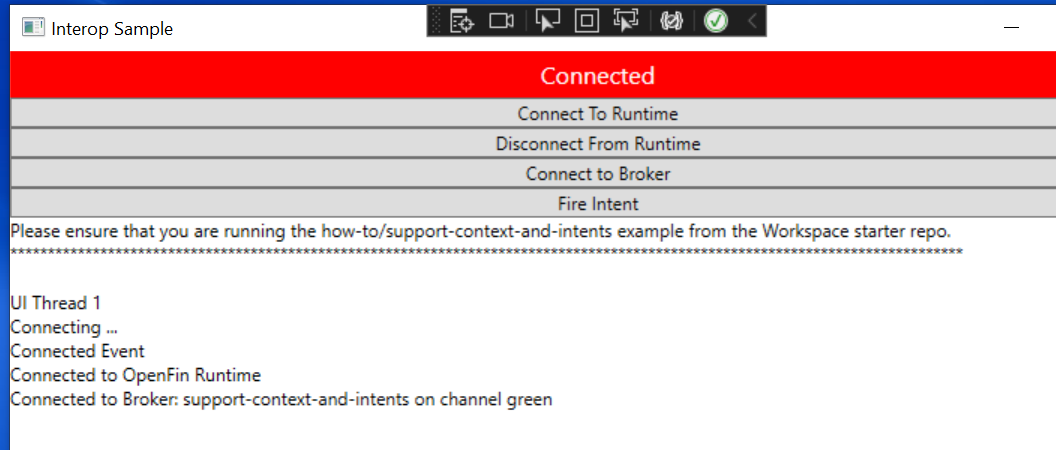 Interop Sample
Connected
Connect To Runtime
Disconnect From Runtime
Connect to Broker
Fire Intent
Please ensure that you are running the how-to/support-context-and-intents example from the Workspace starter repo.
******************************************************************************************************************************
UI Thread 1
Connecting ...
Connected Event
Connected to OpenFin Runtime
Connected to Broker: support-context-and-intents on channel green